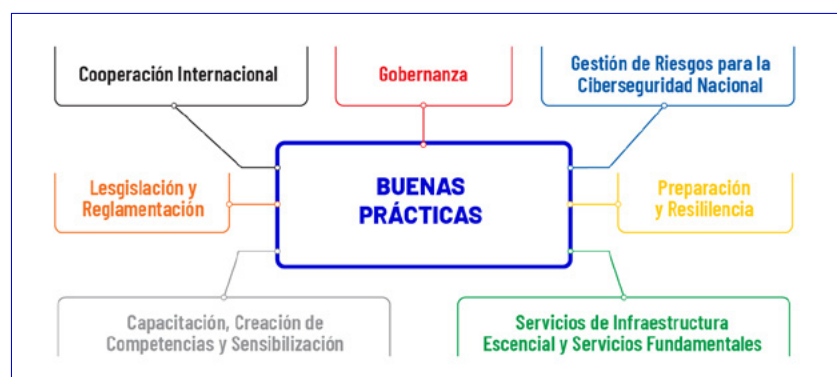 Cooperación Internacional
Gobernanza
Gestión de Riesgos para la
Ciberseguridad Nacional
Lesgislación y
Reglamentación
BUENAS
PRÁCTICAS
Preparación
y Resililencia
Capacitación, Creación de
Competencias y Sensibilización
Servicios de Infraestructura
Escencial y Servicios Fundamentales